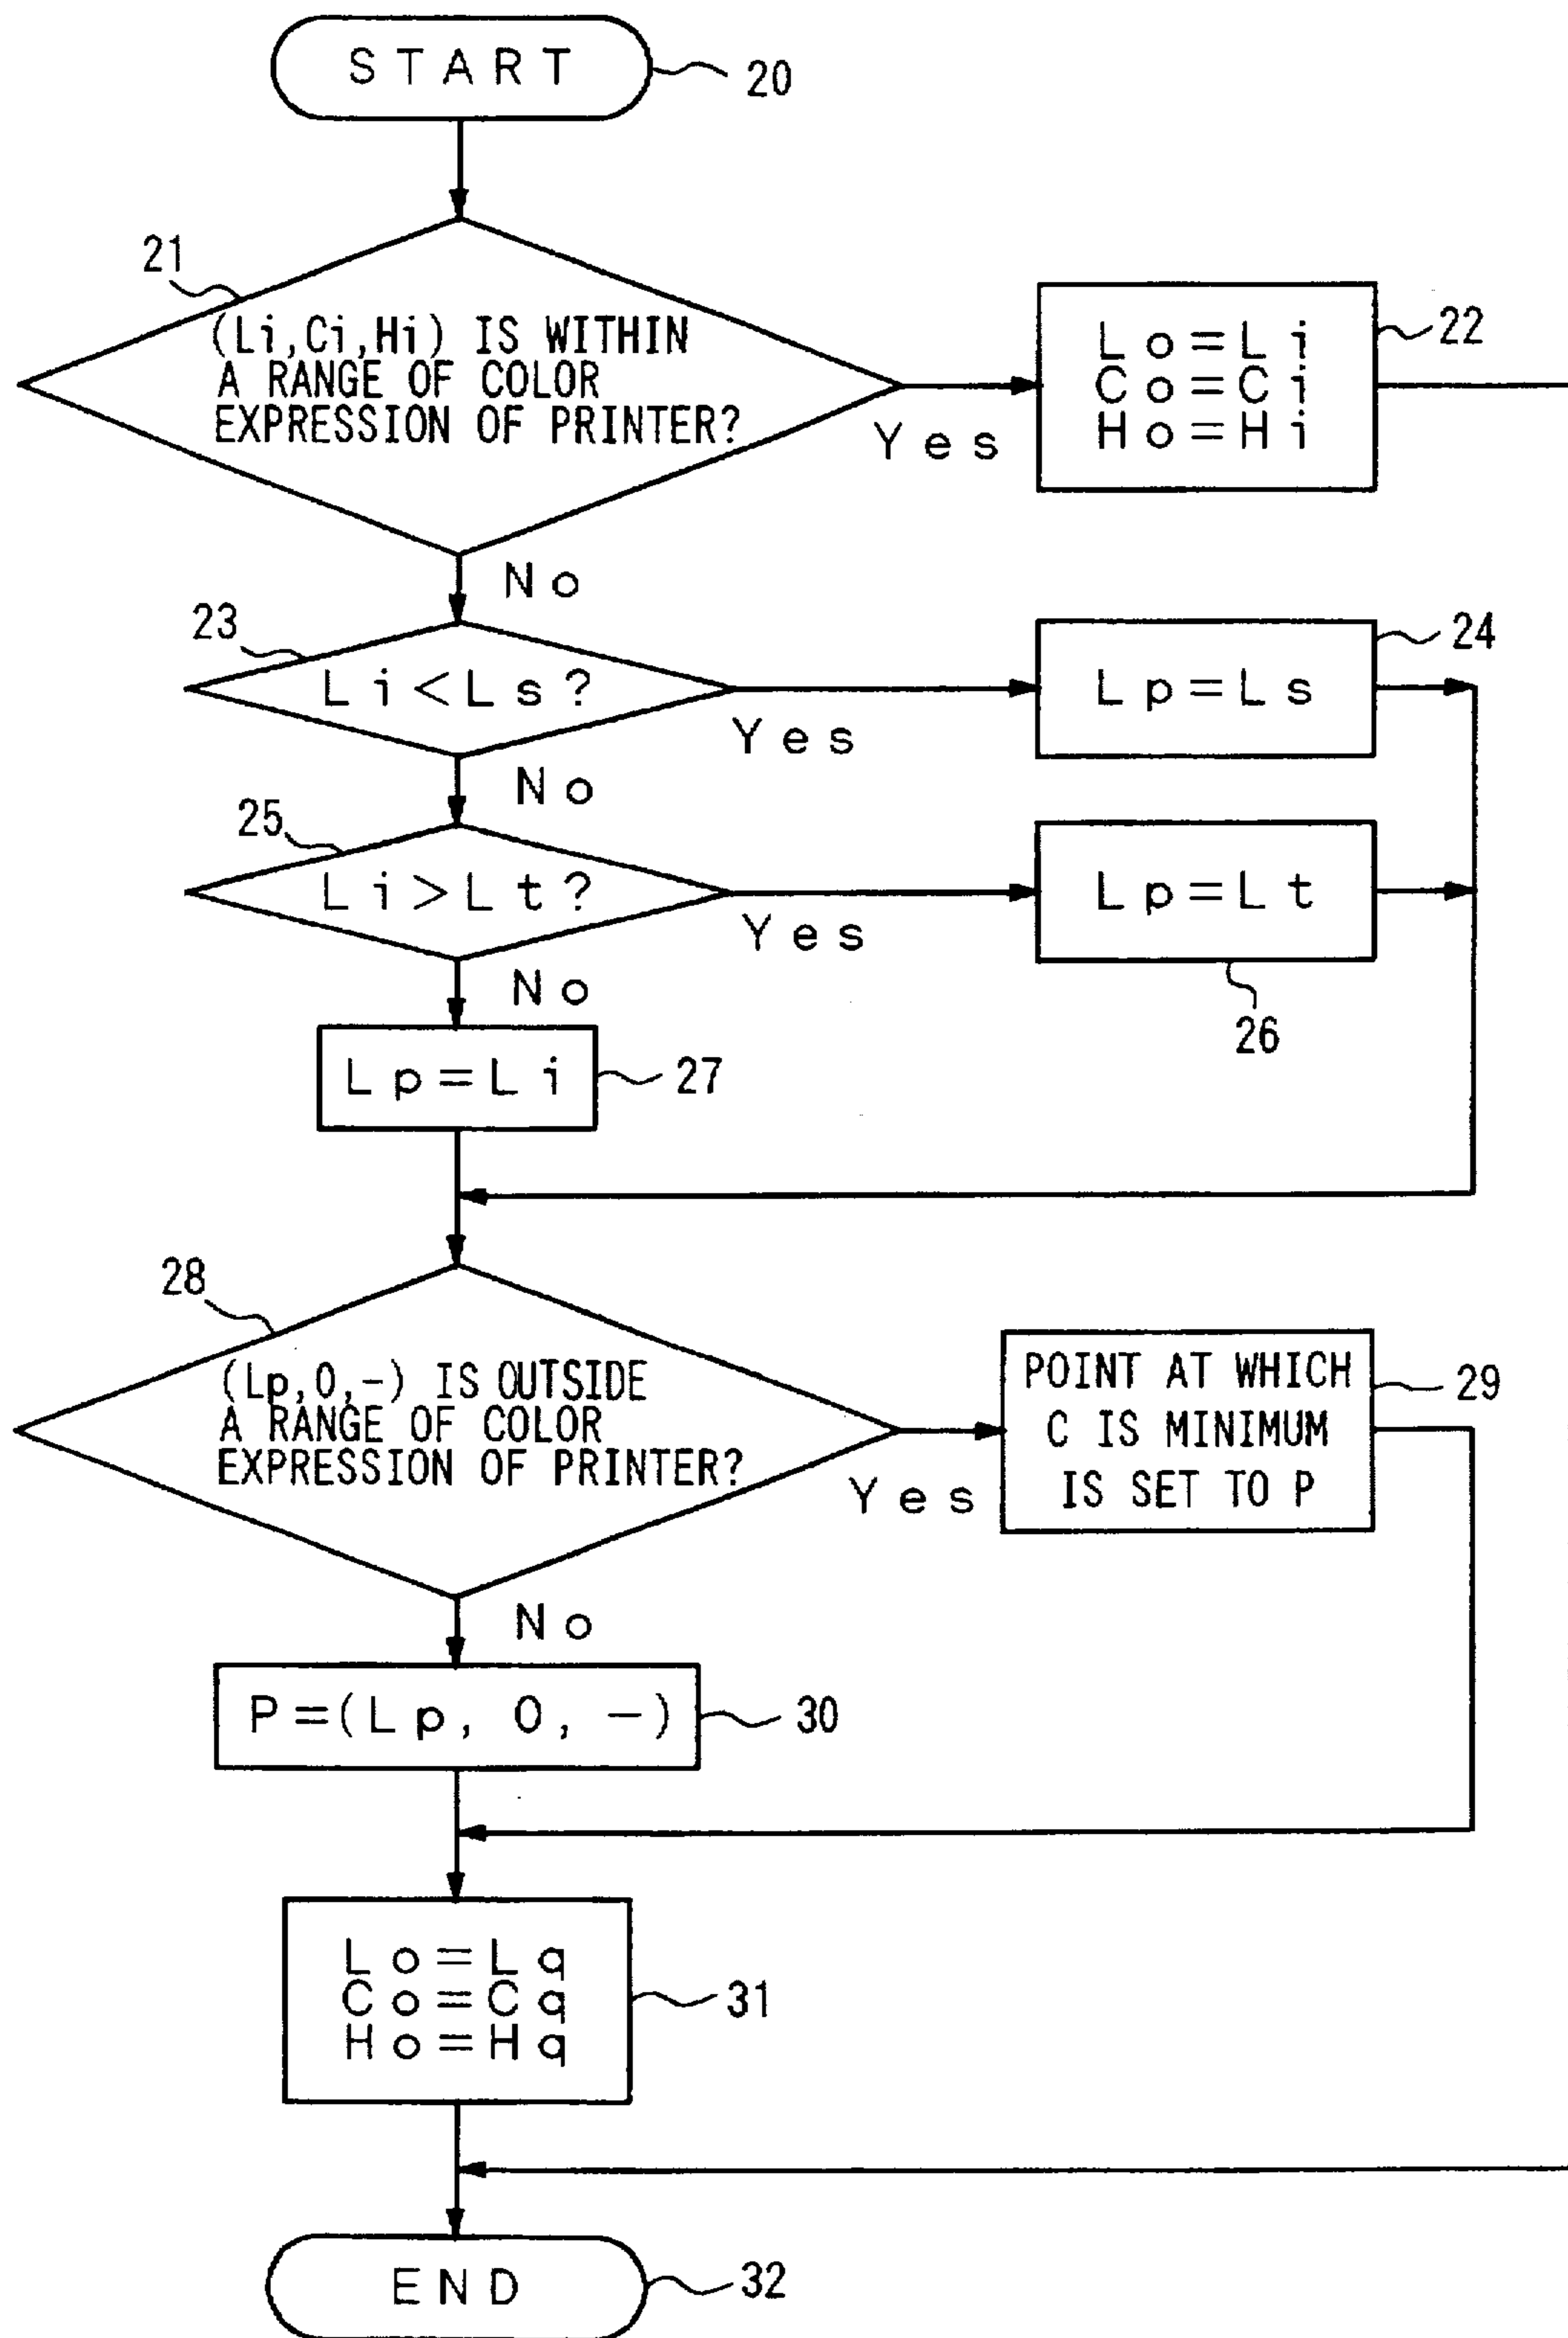 START
20
21
(Li,Ci,Hi) IS WITHIN
A RANGE OF COLOR
EXPRESSION OF PRINTER?
Yes
Lo=Li
Co=Ci
Ho=Hi
22
No
23
Li<Ls?
Yes
Lp=Ls
24
No
25
Li>Lt?
Yes
Lp=Lt
26
No
Lp=Li
27
28
(Lp,0,-) IS OUTSIDE
A RANGE OF COLOR
EXPRESSION OF PRINTER?
Yes
POINT AT WHICH
C IS MINIMUM
IS SET TO P
29
No
P=(Lp, 0, -)
30
Lo=Lq
Co=Cq
Ho=Hq
31
END
32